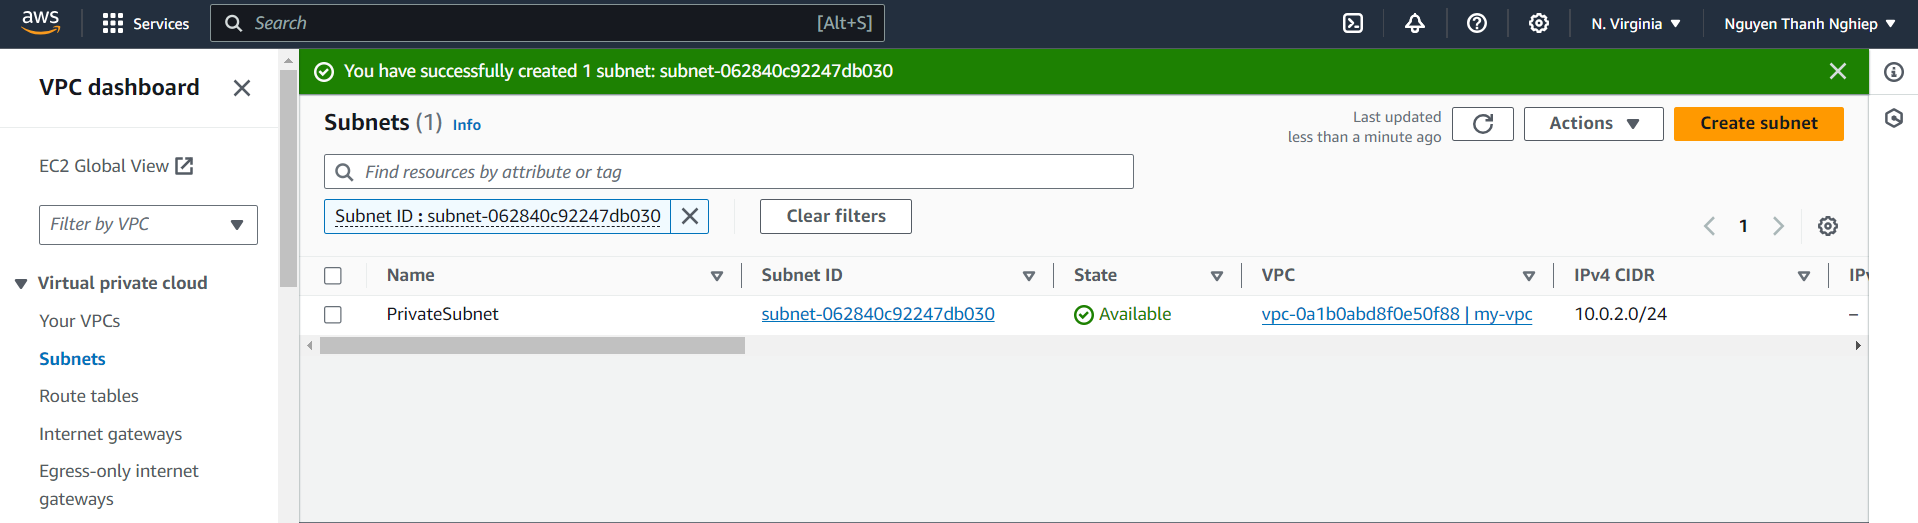 aws
Services
Search
[Alt+S]
N. Virginia
Nguyen Thanh Nghiep
VPC dashboard
EC2 Global View
Filter by VPC
Virtual private cloud
Your VPCs
Subnets
Route tables
Internet gateways
Egress-only internet
gateways
You have successfully created 1 subnet: subnet-062840c92247db030
Subnets (1) Info
Last updated
less than a minute ago
Actions
Create subnet
Find resources by attribute or tag
Subnet ID : subnet-062840c92247db030
Clear filters
1
Name Subnet ID State VPC IPv4 CIDR IPv
PrivateSubnet subnet-062840c92247db030 Available vpc-0a1b0abd8f0e50f88 | my-vpc 10.0.2.0/24 –